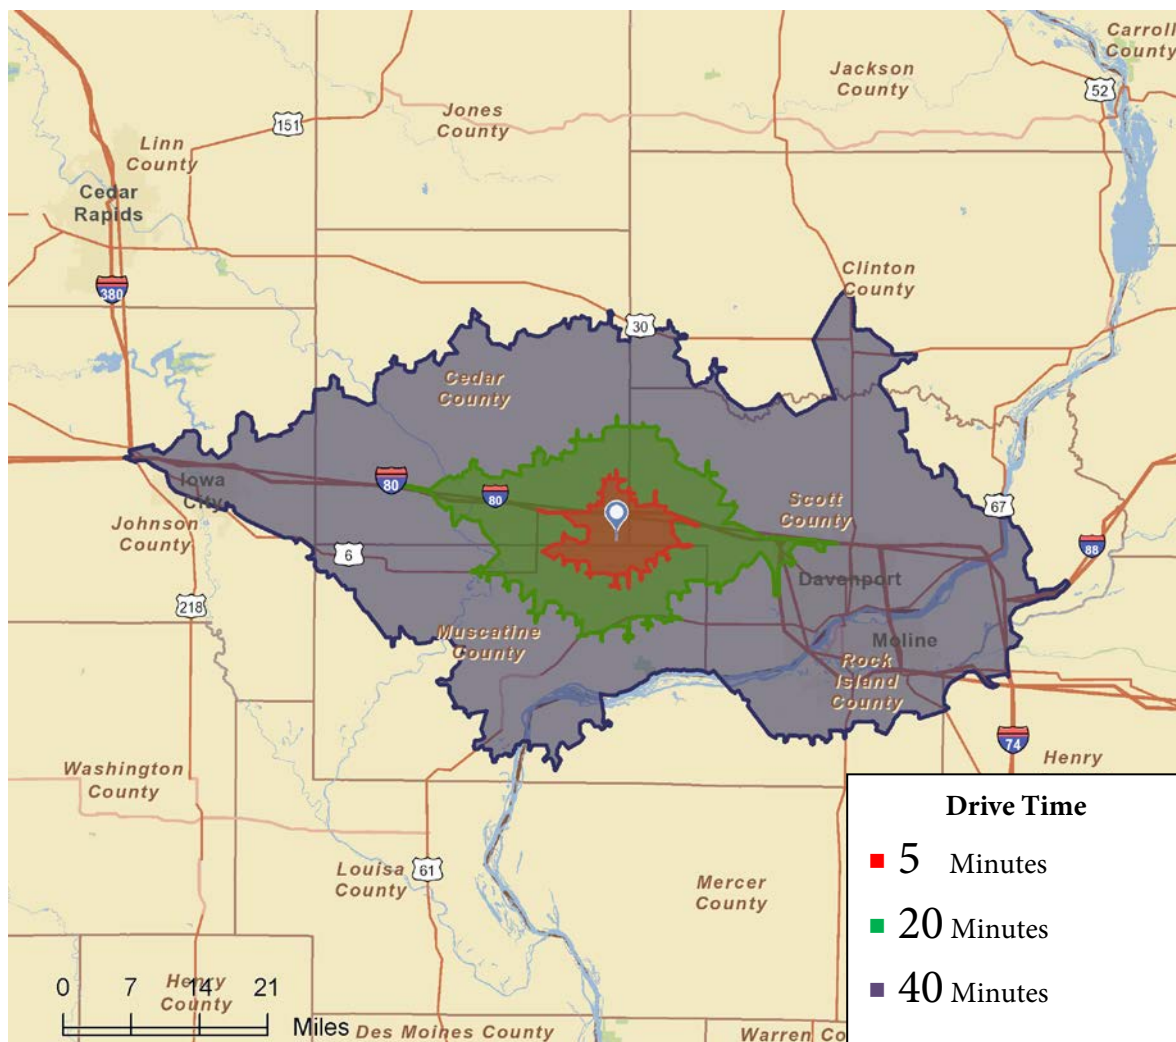 Carroll
County
Jackson
County
52
Jones
County
151
Linn
County
Cedar
Rapids
Clinton
County
380
30
Cedar
County
80
80
Iowa
City
Scott
County
67
Johnson
County
6
88
Davenport
218
Muscatine
County
Moline
Rock
Island
County
74
Henry
Washington
County
Louisa
County
61
Mercer
County
Drive Time
5 Minutes
20 Minutes
40 Minutes
Henry
County
0 7 14 21
Miles
Des Moines County
Warren Co